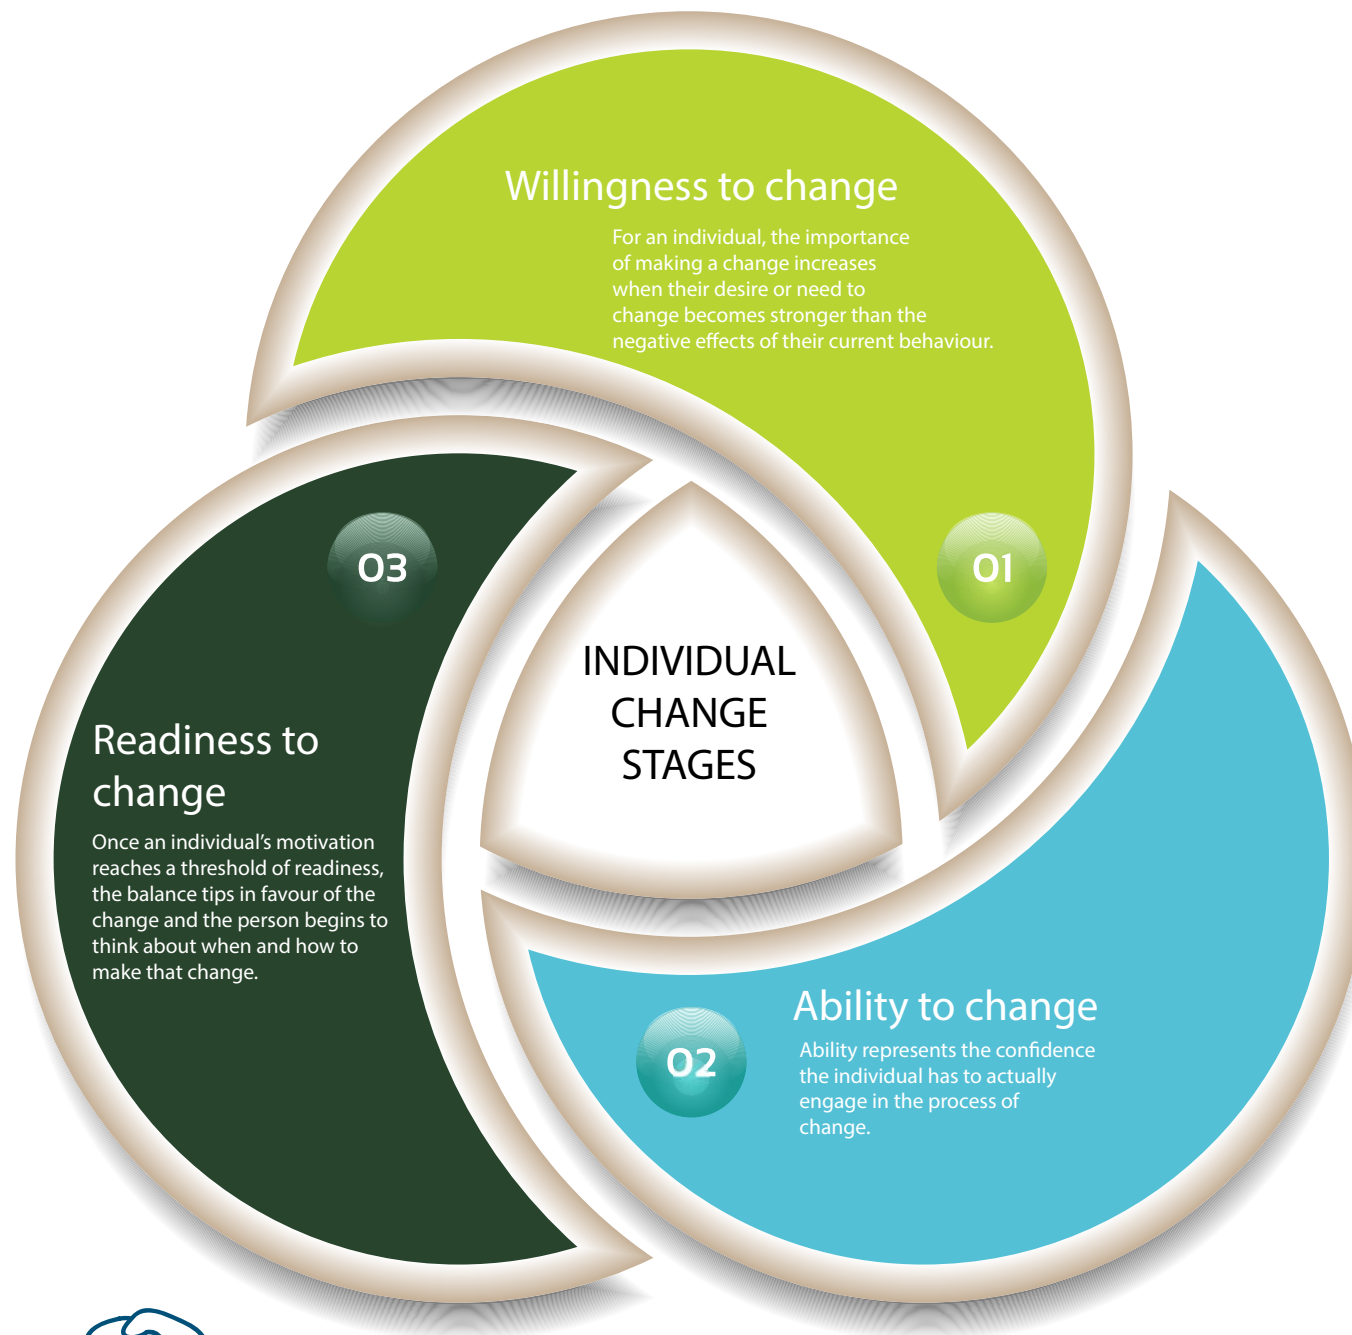 Willingness to change
For an individual, the importance
of making a change increases
when their desire or need to
change becomes stronger than the
negative effects of their current behaviour.
01
INDIVIDUAL
CHANGE
STAGES
02
Ability to change
Ability represents the confidence
the individual has to actually
engage in the process of
change.
03
Readiness to
change
Once an individual’s motivation
reaches a threshold of readiness,
the balance tips in favour of the
change and the person begins to
think about when and how to
make that change.